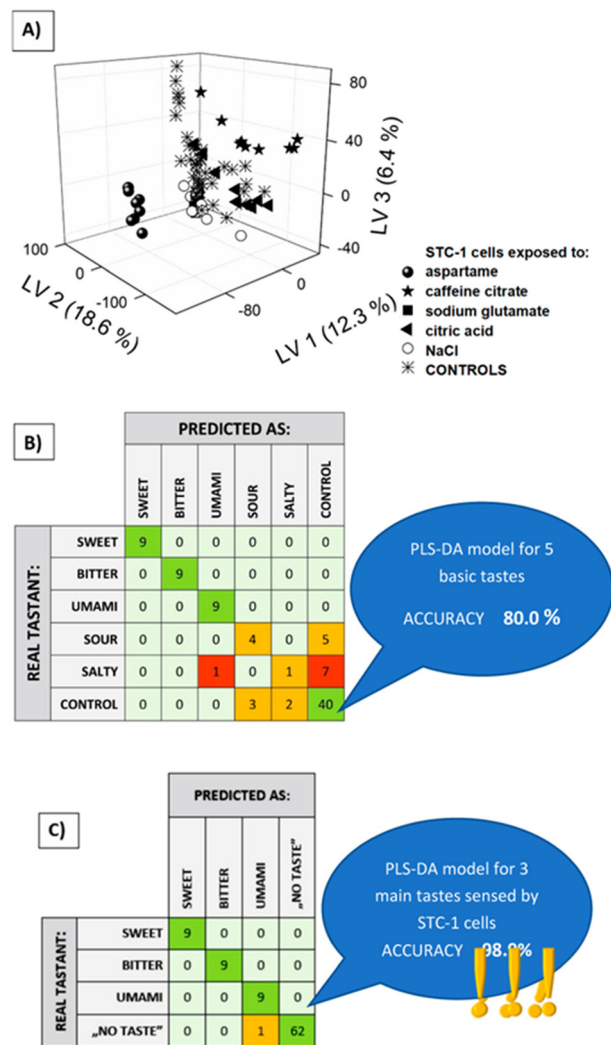 A)
80
40
0
-40
LV 3 (6.4 %)
100
0
-100
LV 2 (18.6 %)
-80
0
LV 1 (12.3 %)
STC-1 cells exposed to:
aspartame
caffeine citrate
sodium glutamate
citric acid
NaCl
CONTROLS
B)
PREDICTED AS:
SWEET BITTER UMAMI SOUR SALTY CONTROL
REAL TASTANT:
SWEET 9 0 0 0 0 0
BITTER 0 9 0 0 0 0
UMAMI 0 0 9 0 0 0
SOUR 0 0 0 4 0 5
SALTY 0 0 1 0 1 7
CONTROL 0 0 0 3 2 40
PLS-DA model for 5
basic tastes
ACCURACY 80.0 %
C)
PREDICTED AS:
SWEET BITTER UMAMI „NO TASTE”
REAL TASTANT:
SWEET 9 0 0 0
BITTER 0 9 0 0
UMAMI 0 0 9 0
„NO TASTE” 0 0 1 62
PLS-DA model for 3
main tastes sensed by
STC-1 cells
ACCURACY
!!!